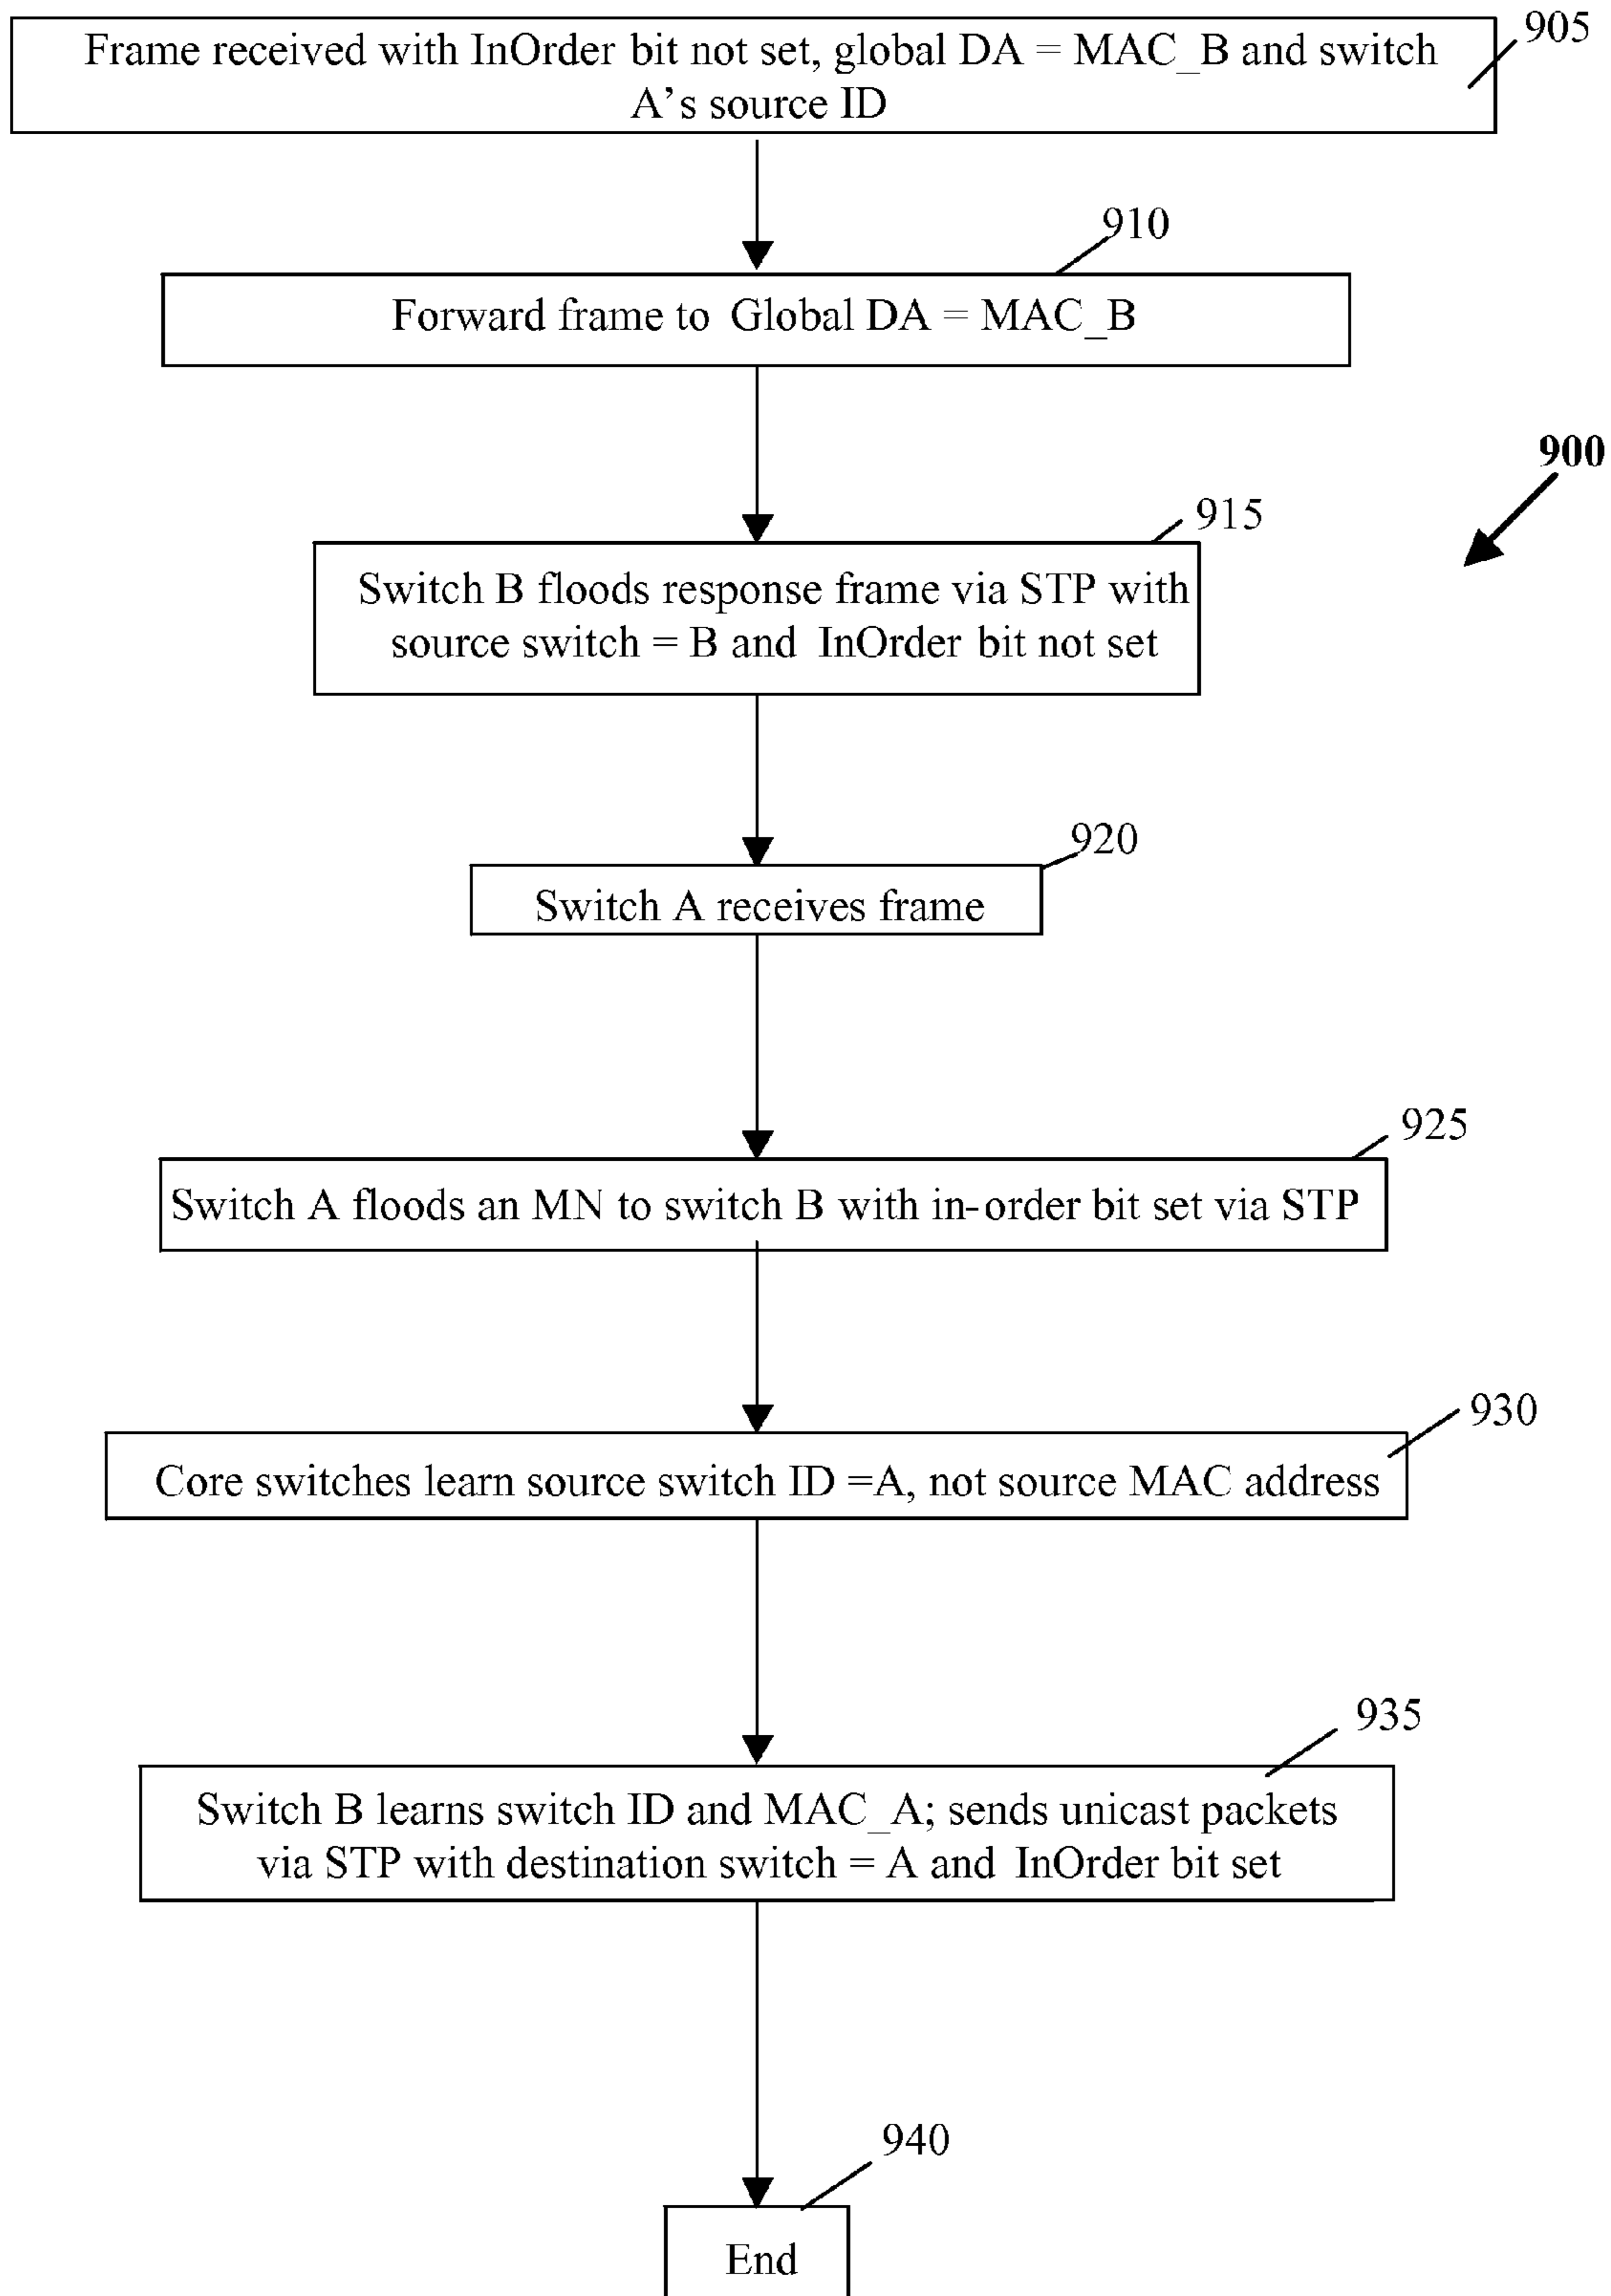 905
Frame received with InOrder bit not set, global DA = MAC_B and switch
A's source ID
910
Forward frame to Global DA = MAC_B
900
915
Switch B floods response frame via STP with
source switch = B and InOrder bit not set
920
Switch A receives frame
925
Switch A floods an MN to switch B with in-order bit set via STP
930
Core switches learn source switch ID =A, not source MAC address
935
Switch B learns switch ID and MAC_A; sends unicast packets
via STP with destination switch = A and InOrder bit set
940
End